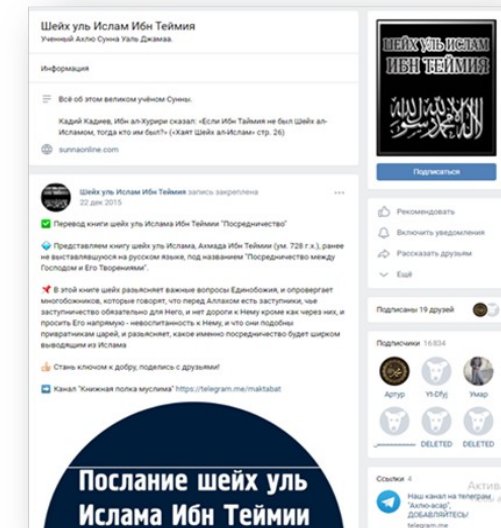 Шейх уль Ислам Ибн Теймия
Ученный Ахлю Сунна Уаль Джамаа.
Информация
Всё об этом великом учёном Сунны.
Кадий Кадиев, Ибн ал-Хурири сказал: «Если Ибн Таймия не был Шейх ал-
Исламом, тогда кто им был?» («Хаят Шейх ал-Ислам» стр. 26)
sunnaonline.com
Шейх уль Ислам Ибн Теймия запись закреплена
22 дек 2015
Перевод книги шейх уль Ислама Ибн Теймии "Посредничество"
Представляем книгу шейх уль Ислама, Ахмада Ибн Теймии (ум. 728 г.х.), ранее
не выставлявшуюся на русском языке, под названием "Посредничество между
Господом и Его Творениями".
В этой книге шейх разъясняет важные вопросы Единобожия, и опровергает
многобожников, которые говорят, что перед Аллахом есть заступники, чье
заступничество обязательно для Него, и нет дороги к Нему кроме как через них, и
просить Его напрямую - невоспитанность к Нему, и что они подобны
привратникам царей, и разъясняет, какое именно посредничество будет ширком
выводящим из Ислама
Стань ключом к добру, поделись с друзьями!
Канал "Книжная полка муслима" https://telegram.me/maktabat
Послание шейх уль
Ислама Ибн Теймии
ШЕЙХ УЛЬ ИСЛАМ
ИБН ТЕЙМИЯ
Подписаться
Рекомендовать
Включить уведомления
Рассказать друзьям
Ещё
Подписаны 19 друзей
Подписчики 16 834
Артур Yt-Dfyj Умар
DELETED DELETED
Ссылки 4
Наш канал на телеграм
"Ахлю-асар",
ДОБАВЛЯЙТЕСЬ!
telegram.me